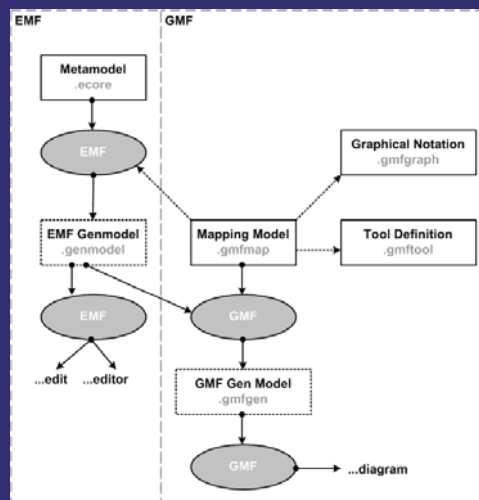 EMF
GMF
Metamodel
.ecore
EMF
Graphical Notation
.gmfgraph
EMF Genmodel
.genmodel
Mapping Model
.gmfmap
Tool Definition
.gmftool
EMF
GMF
...edit
...editor
GMF Gen Model
.gmfgen
GMF
...diagram